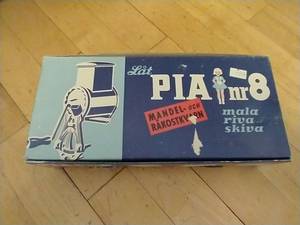 Låt
PIA nr 8
MANDEL- OCH
RÅKOSTKVARN
mala
riva
skiva